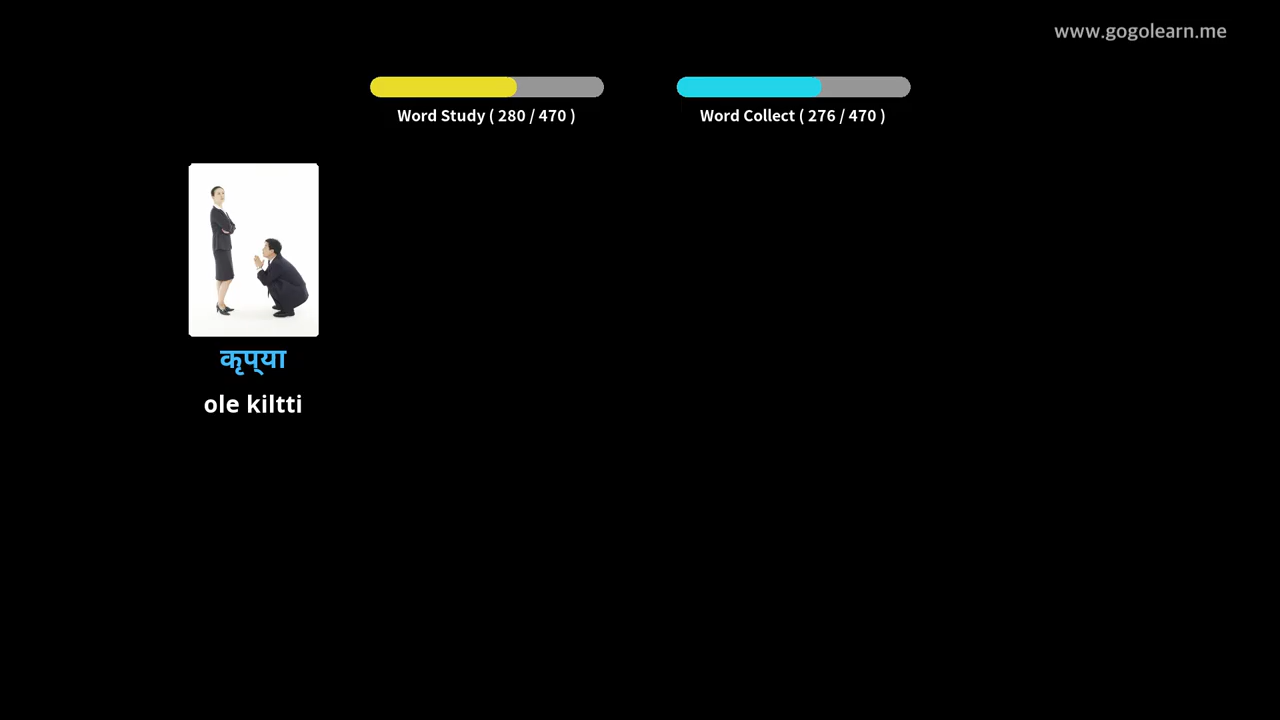 www.gogolearn.me
Word Study ( 280 / 470 )
Word Collect ( 276 / 470 )
कृप्या
ole kiltti